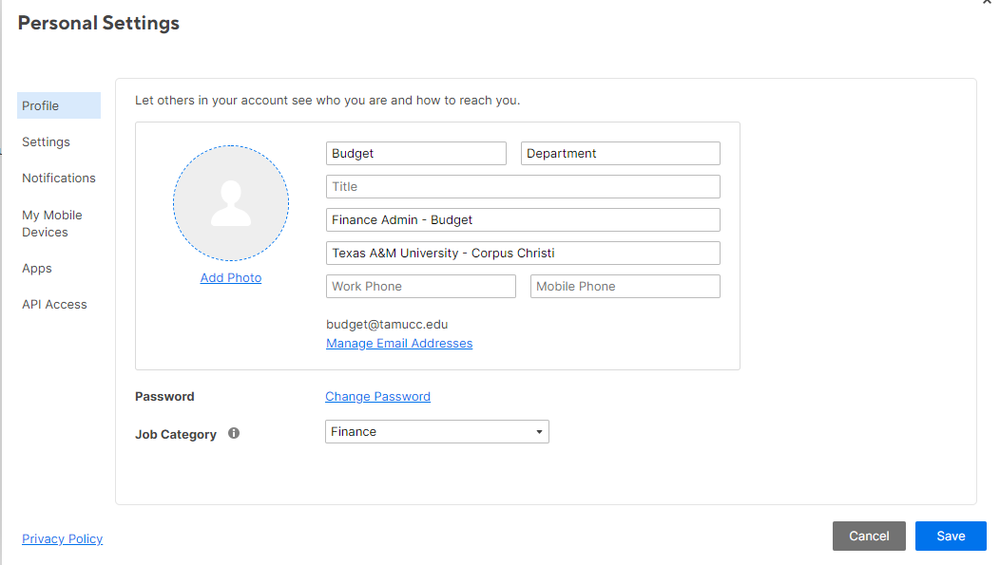 Personal Settings
Profile
Settings
Notifications
My Mobile
Devices
Apps
API Access
Let others in your account see who you are and how to reach you.
Add Photo
Budget
Department
Title
Finance Admin - Budget
Texas A&M University - Corpus Christi
Work Phone
Mobile Phone
budget@tamucc.edu
Manage Email Addresses
Password
Change Password
Job Category
Finance
Privacy Policy
Cancel
Save